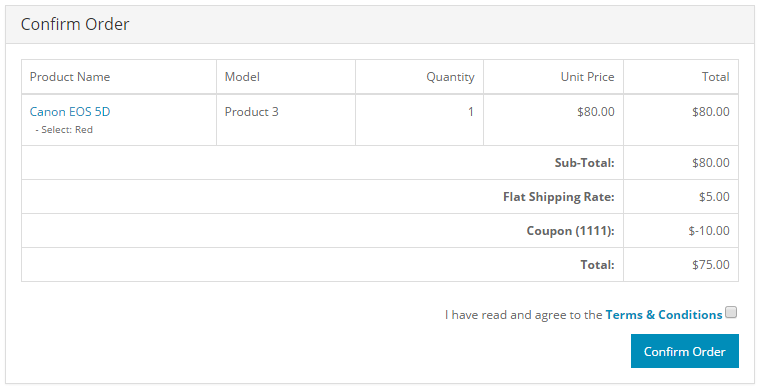 Confirm Order
Product Name Model Quantity Unit Price Total
Canon EOS 5D Product 3 1 $80.00 $80.00
- Select: Red
Sub-Total: $80.00
Flat Shipping Rate: $5.00
Coupon (1111): $-10.00
Total: $75.00
I have read and agree to the Terms & Conditions
Confirm Order